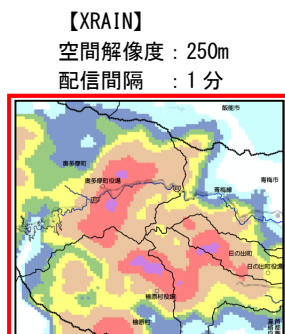 【XRAIN】
空間解像度：250m
配信間隔　：1分
飯能市
奥多摩町
青梅市
奥多摩町役場
青梅線
日の出町
日の出町役場
檜原村役場
檜原村